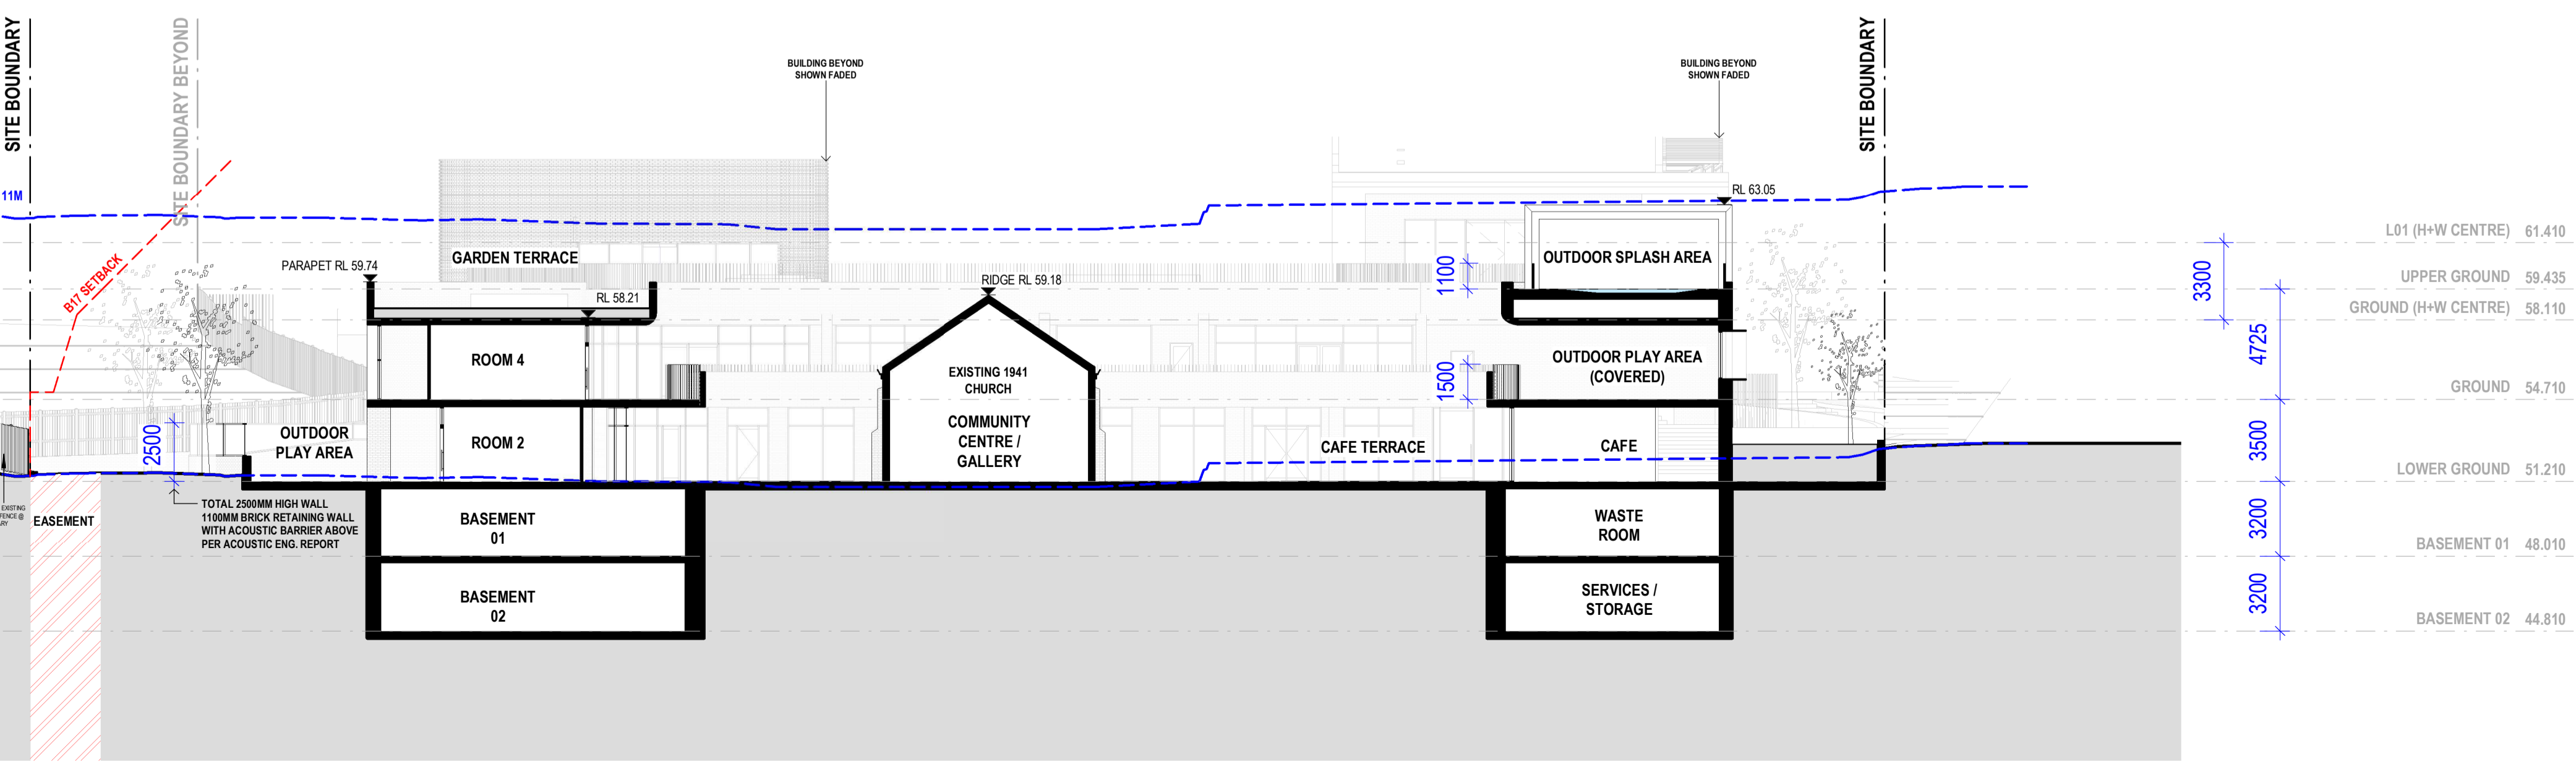 SITE BOUNDARY
SITE BOUNDARY BEYOND
BUILDING BEYOND
SHOWN FADED
BUILDING BEYOND
SHOWN FADED
SITE BOUNDARY
11M
B17 SETBACK
PARAPET RL 59.74
GARDEN TERRACE
RL 58.21
RIDGE RL 59.18
RL 63.05
OUTDOOR SPLASH AREA
1100
3300
L01 (H+W CENTRE) 61.410
UPPER GROUND 59.435
GROUND (H+W CENTRE) 58.110
ROOM 4
EXISTING 1941
CHURCH
COMMUNITY
CENTRE /
GALLERY
1500
OUTDOOR PLAY AREA
(COVERED)
4725
GROUND 54.710
2500
OUTDOOR
PLAY AREA
ROOM 2
CAFE TERRACE
CAFE
3500
LOWER GROUND 51.210
EXISTING
FENCE @
ARY
EASEMENT
TOTAL 2500MM HIGH WALL
1100MM BRICK RETAINING WALL
WITH ACOUSTIC BARRIER ABOVE
PER ACOUSTIC ENG. REPORT
BASEMENT
01
WASTE
ROOM
3200
BASEMENT 01 48.010
BASEMENT
02
SERVICES /
STORAGE
3200
BASEMENT 02 44.810